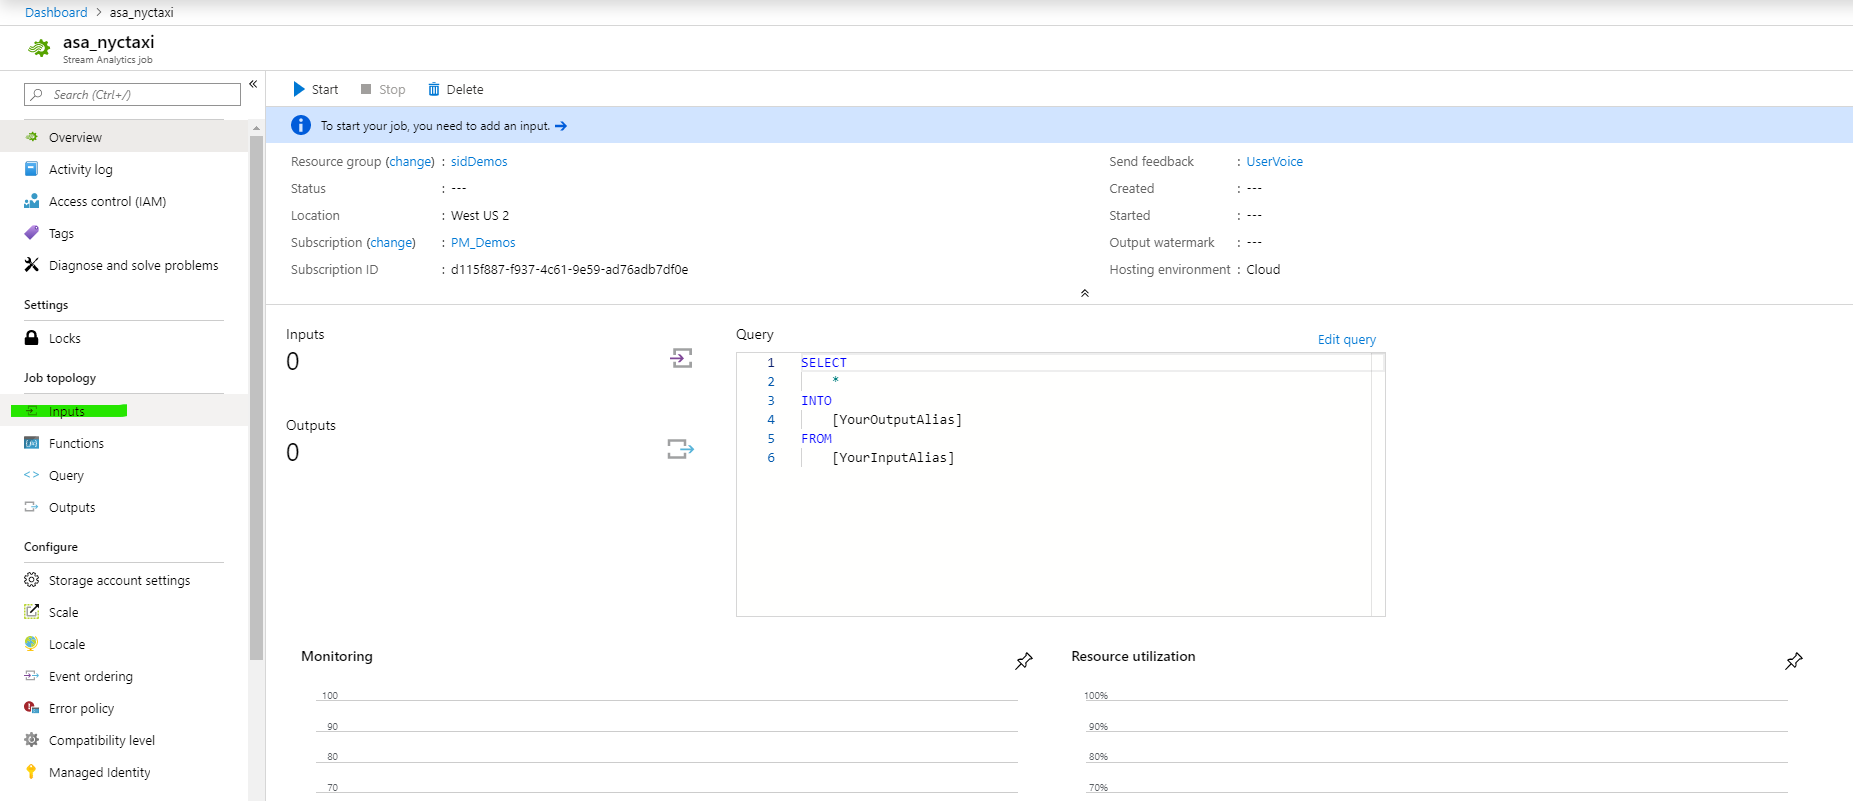 Dashboard > asa_nyctaxi
asa_nyctaxi
Stream Analytics job
Search (Ctrl+/)
«
Overview
Activity log
Access control (IAM)
Tags
Diagnose and solve problems
Settings
Locks
Job topology
Inputs
Functions
Query
Outputs
Configure
Storage account settings
Scale
Locale
Event ordering
Error policy
Compatibility level
Managed Identity
Start Stop Delete
To start your job, you need to add an input. →
Resource group (change) : sidDemos
Status : ---
Location : West US 2
Subscription (change) : PM_Demos
Subscription ID : d115f887-f937-4c61-9e59-ad76adb7df0e
Send feedback : UserVoice
Created : ---
Started : ---
Output watermark : ---
Hosting environment : Cloud
Inputs
0
Outputs
0
Query
Edit query
1 SELECT
2 *
3 INTO
4 [YourOutputAlias]
5 FROM
6 [YourInputAlias]
Monitoring
100
90
80
70
Resource utilization
100%
90%
80%
70%